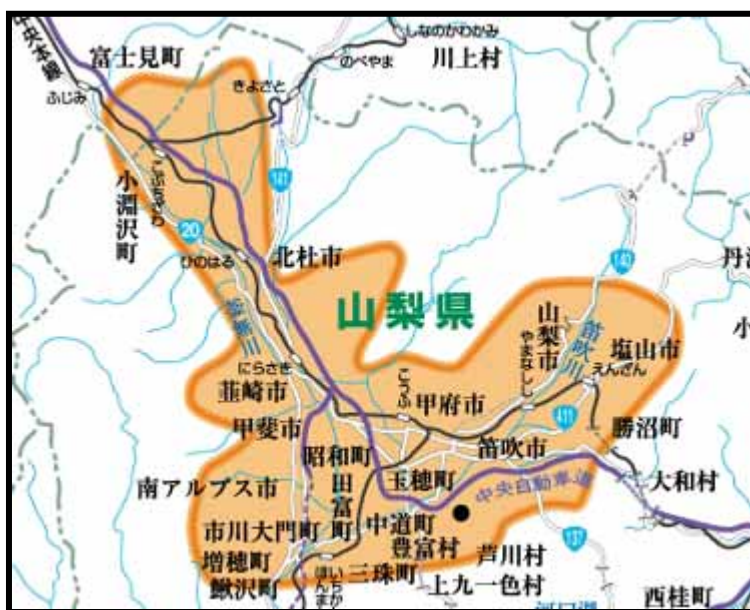 中央本線
富士見町
ふじみ
しなのかわかみ
のべやま
川上村
きよさと
こぶちざわ
小淵沢町
141
20
ひのはる
北杜市
140
山梨県
山梨市
やまなしし
笛吹川
塩山市
えんざん
にらさき
韮崎市
こうふ
甲府市
甲斐市
411
勝沼町
昭和町
笛吹市
南アルプス市
田富町
玉穂町
中央自動車道
大和村
市川大門町
中道町
豊富村
137
増穂町
芦川村
鰍沢町
三珠町
上九一色村
西桂町
河口湖